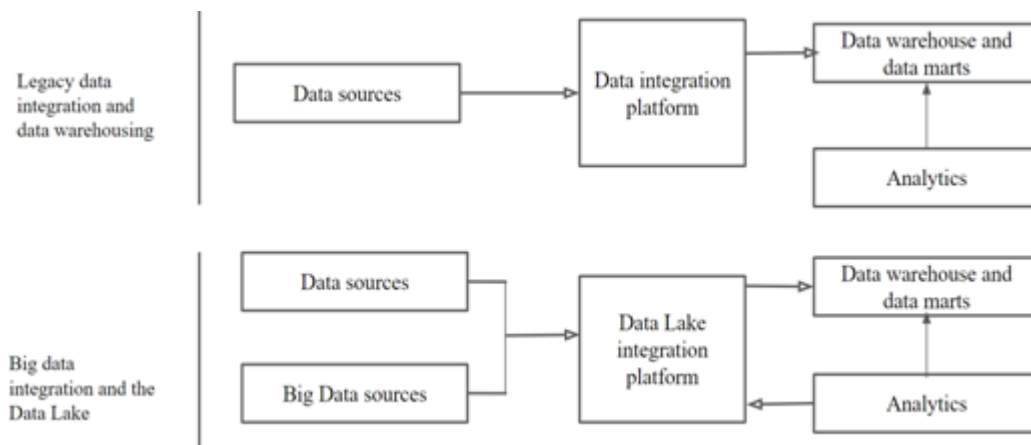 Legacy data
integration and
data warehousing
Data sources
Data integration
platform
Data warehouse and
data marts
Analytics
Big data
integration and the
Data Lake
Data sources
Big Data sources
Data Lake
integration
platform
Data warehouse and
data marts
Analytics